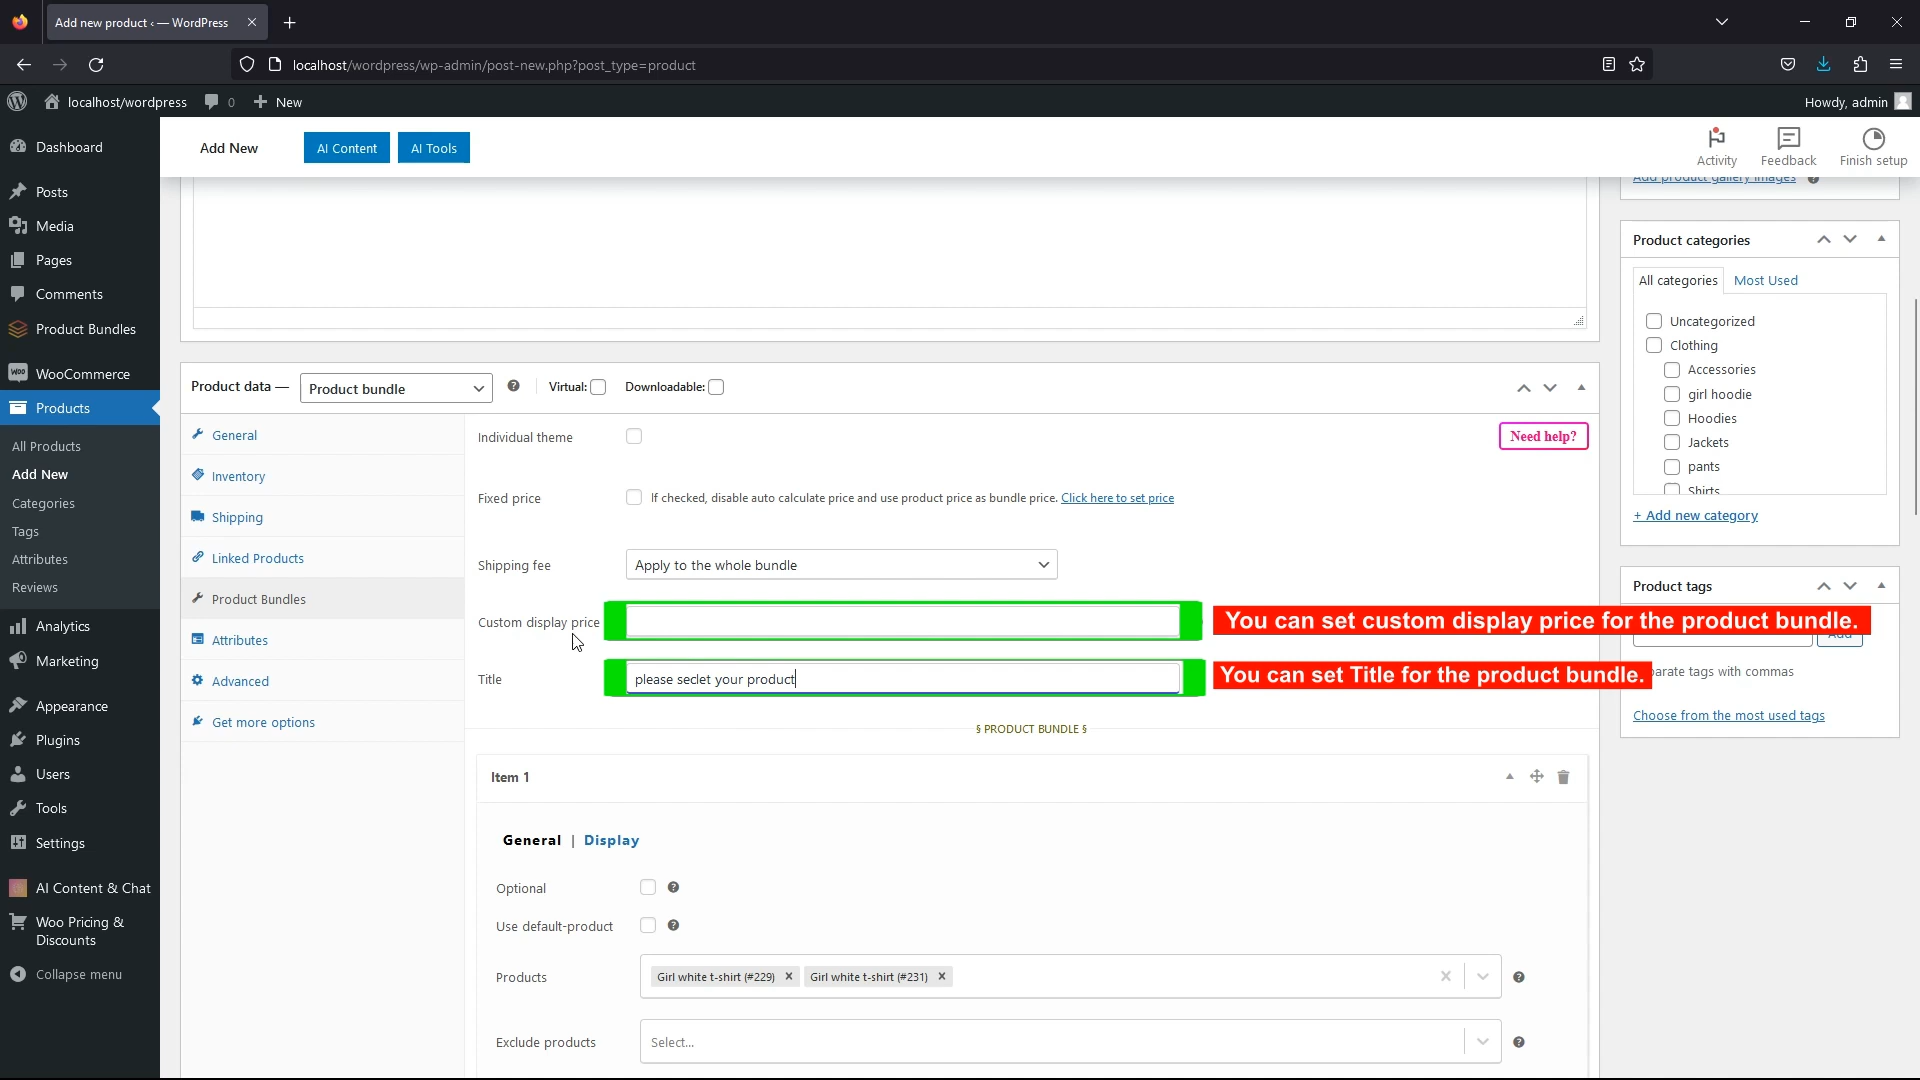 Add new product ‹ — WordPress
localhost/wordpress/wp-admin/post-new.php?post_type=product
localhost/wordpress
0
New
Howdy, admin
Dashboard
Posts
Media
Pages
Comments
Product Bundles
WooCommerce
Products
All Products
Add New
Categories
Tags
Attributes
Reviews
Analytics
Marketing
Appearance
Plugins
Users
Tools
Settings
AI Content & Chat
Woo Pricing &
Discounts
Collapse menu
Add New
AI Content
AI Tools
Activity
Feedback
Finish setup
Product data —
Product bundle
Virtual:
Downloadable:
General
Inventory
Shipping
Linked Products
Product Bundles
Attributes
Advanced
Get more options
Individual theme
Need help?
Fixed price
If checked, disable auto calculate price and use product price as bundle price. Click here to set price
Shipping fee
Apply to the whole bundle
Custom display price
You can set custom display price for the product bundle.
Title
please seclet your product
You can set Title for the product bundle.
§ PRODUCT BUNDLE §
Item 1
General | Display
Optional
Use default-product
Products
Girl white t-shirt (#229)
Girl white t-shirt (#231)
Exclude products
Select...
Add product gallery images
Product categories
All categories
Most Used
Uncategorized
Clothing
Accessories
girl hoodie
Hoodies
Jackets
pants
Shirts
+ Add new category
Product tags
Add
parate tags with commas
Choose from the most used tags